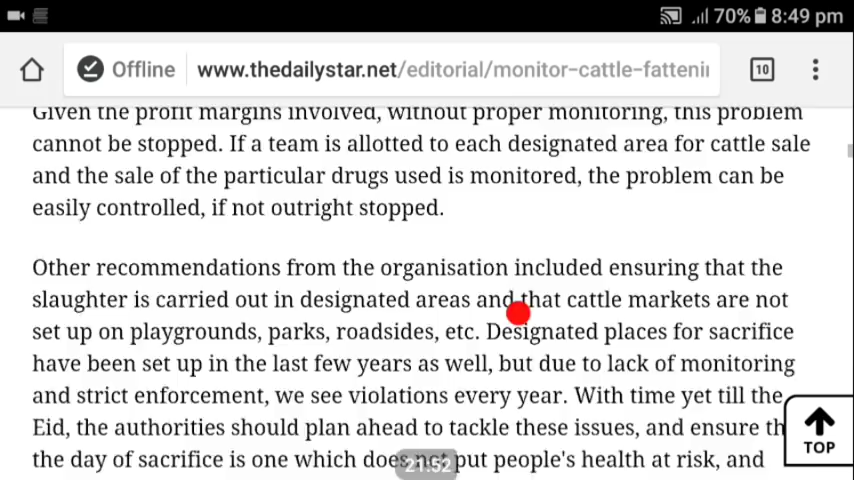 70% 8:49 pm
Offline www.thedailystar.net/editorial/monitor-cattle-fattenin
10
Given the profit margins involved, without proper monitoring, this problem
cannot be stopped. If a team is allotted to each designated area for cattle sale
and the sale of the particular drugs used is monitored, the problem can be
easily controlled, if not outright stopped.
Other recommendations from the organisation included ensuring that the
slaughter is carried out in designated areas and that cattle markets are not
set up on playgrounds, parks, roadsides, etc. Designated places for sacrifice
have been set up in the last few years as well, but due to lack of monitoring
and strict enforcement, we see violations every year. With time yet till the
Eid, the authorities should plan ahead to tackle these issues, and ensure th
the day of sacrifice is one which does not put people's health at risk, and
TOP
21:52